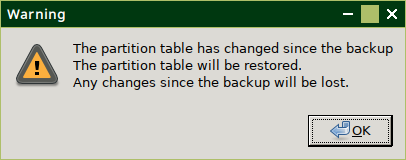 Warning
The partition table has changed since the backup
The partition table will be restored.
Any changes since the backup will be lost.
OK